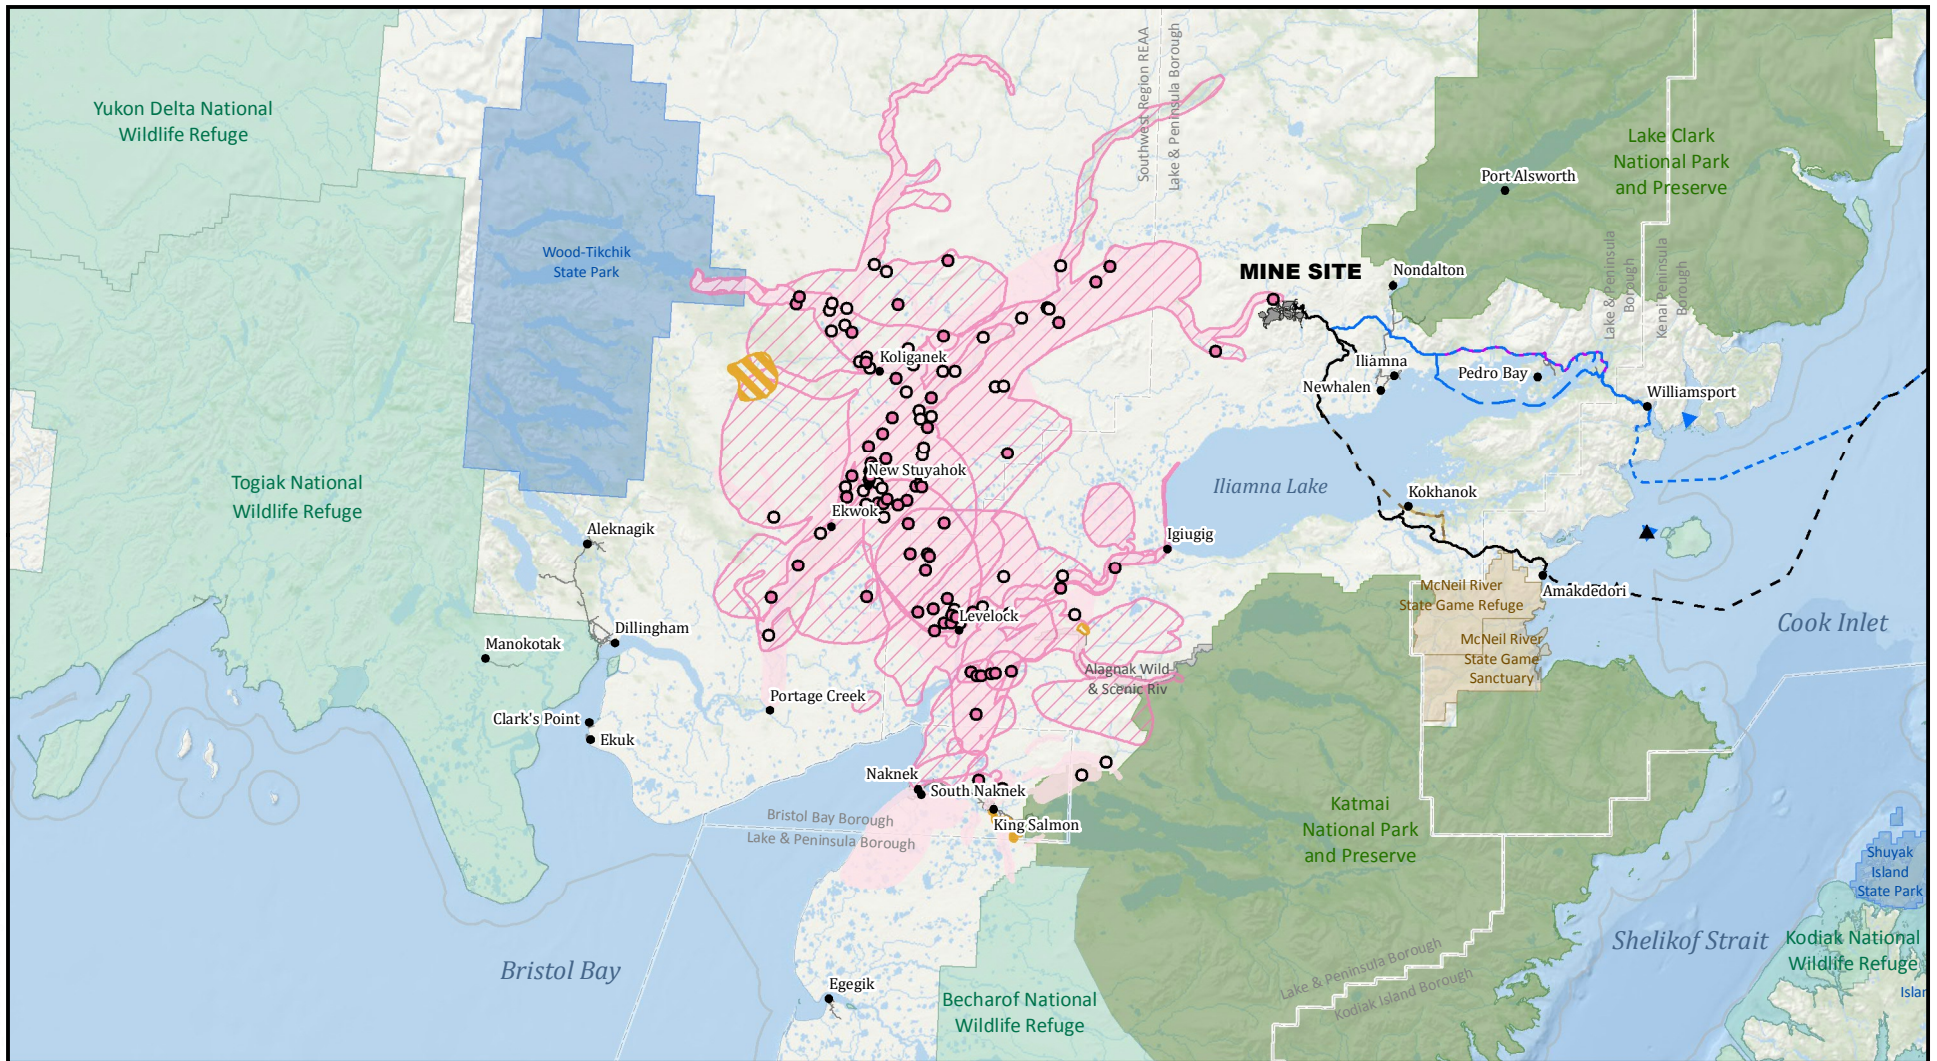 Yukon Delta National
Wildlife Refuge
Wood-Tikchik
State Park
Southwest Region REAA
Lake & Peninsula Borough
Lake Clark
National Park
and Preserve
Port Alsworth
MINE SITE
Nondalton
Lake & Peninsula
Borough
Kenai Peninsula
Borough
Koliganek
Iliamna
Newhalen
Pedro Bay
Williamsport
New Stuyahok
Togiak National
Wildlife Refuge
Iliamna Lake
Kokhanok
Ekwok
Aleknagik
Igiugig
Amakdedori
McNeil River
State Game Refuge
McNeil River
State Game
Sanctuary
Levelock
Dillingham
Manokotak
Cook Inlet
Alagnak Wild
& Scenic Riv
Portage Creek
Clark's Point
Ekuk
Naknek
South Naknek
King Salmon
Bristol Bay Borough
Lake & Peninsula Borough
Katmai
National Park
and Preserve
Shuyak
Island
State Park
Bristol Bay
Egegik
Becharof National
Wildlife Refuge
Lake & Peninsula Borough
Kodiak Island Borough
Shelikof Strait
Kodiak National
Wildlife Refuge
Islan